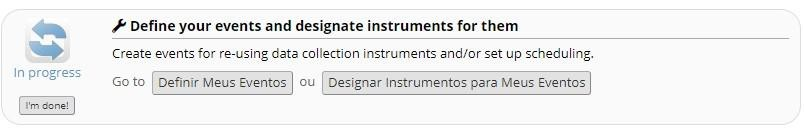 Define your events and designate instruments for them
Create events for re-using data collection instruments and/or set up scheduling.
In progress
Go to Definir Meus Eventos ou Designar Instrumentos para Meus Eventos
I'm done!